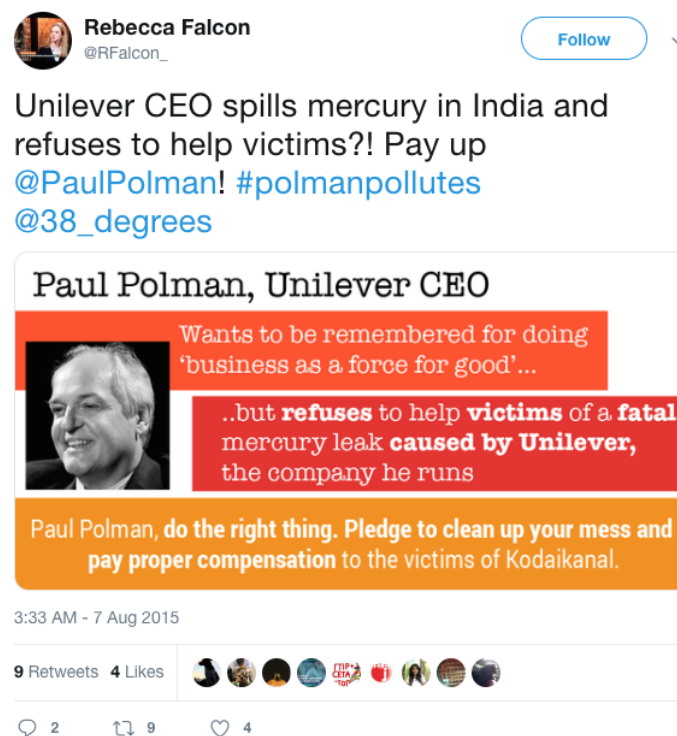 Rebecca Falcon
@RFalcon_
Follow
Unilever CEO spills mercury in India and
refuses to help victims?! Pay up
@PaulPolman! #polmanpollutes
@38_degrees
Paul Polman, Unilever CEO
Wants to be remembered for doing
'business as a force for good'...
..but refuses to help victims of a fatal
mercury leak caused by Unilever,
the company he runs
Paul Polman, do the right thing. Pledge to clean up your mess and
pay proper compensation to the victims of Kodaikanal.
3:33 AM - 7 Aug 2015
9 Retweets 4 Likes
STOP
CETA
2 9 4